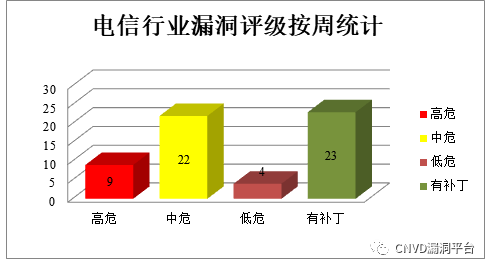 电信行业漏洞评级按周统计
30
25
20
15
10
5
0
9
22
4
23
高危
中危
低危
有补丁
高危
中危
低危
有补丁
CNVD漏洞平台